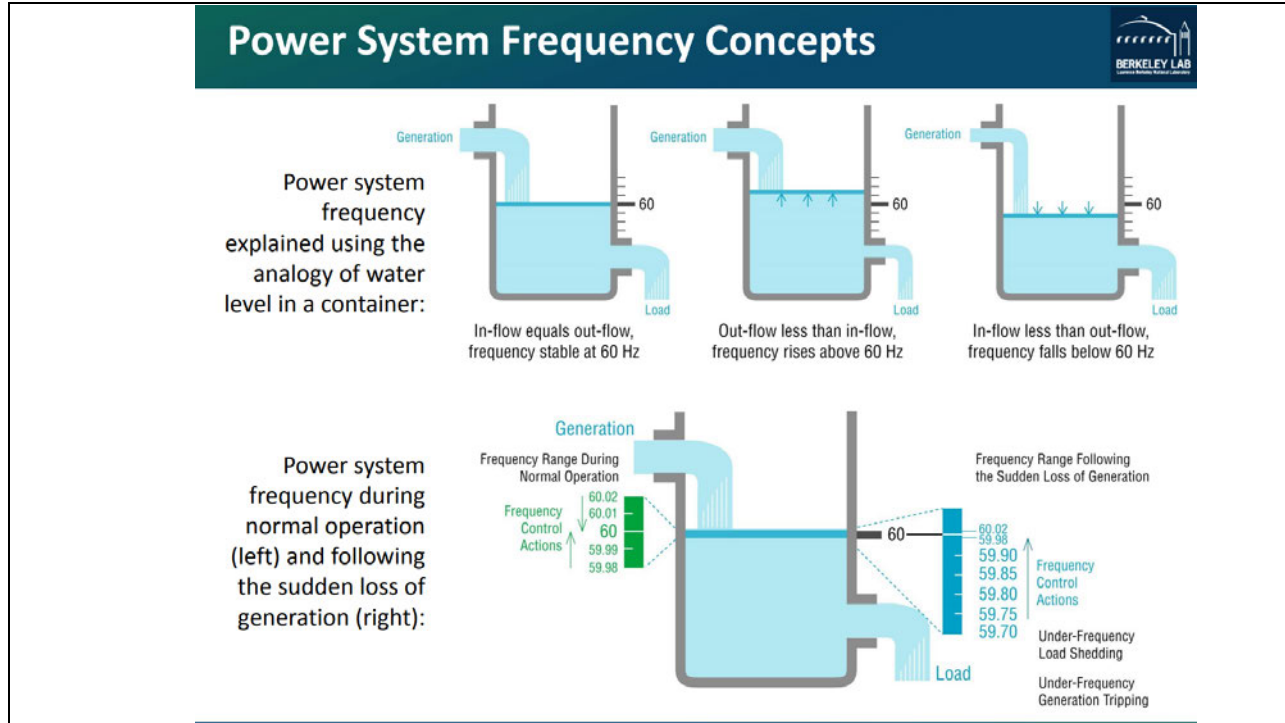 Power System Frequency Concepts
BERKELEY LAB
Lawrence Berkeley National Laboratory
Power system
frequency
explained using the
analogy of water
level in a container:
Generation
60
Load
In-flow equals out-flow,
frequency stable at 60 Hz
Generation
60
Load
Out-flow less than in-flow,
frequency rises above 60 Hz
Generation
60
Load
In-flow less than out-flow,
frequency falls below 60 Hz
Power system
frequency during
normal operation
(left) and following
the sudden loss of
generation (right):
Generation
Frequency Range During
Normal Operation
Frequency
Control
Actions
60.02
60.01
60
59.99
59.98
60
Load
Frequency Range Following
the Sudden Loss of Generation
60.02
59.98
59.90
59.85
59.80
59.75
59.70
Frequency
Control
Actions
Under-Frequency
Load Shedding
Under-Frequency
Generation Tripping